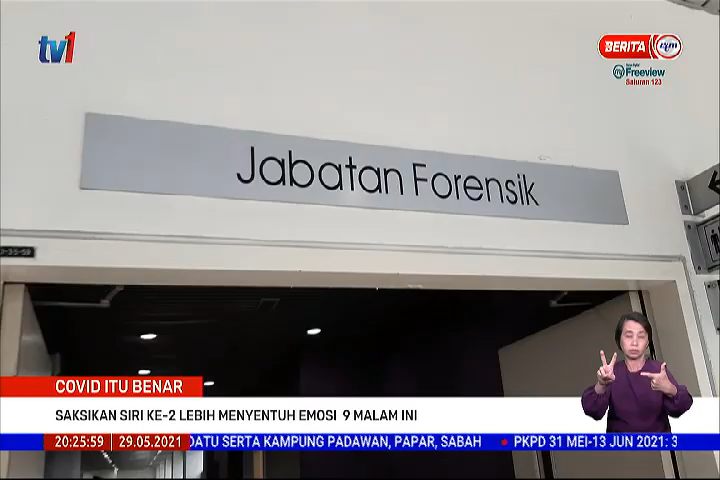 tv1
BERITA rtm
Freeview
Saluran 123
Jabatan Forensik
COVID ITU BENAR
SAKSIKAN SIRI KE-2 LEBIH MENYENTUH EMOSI 9 MALAM INI
20:25:59 29.05.2021 DATU SERTA KAMPUNG PADAWAN, PAPAR, SABAH • PKPD 31 MEI-13 JUN 2021: 3